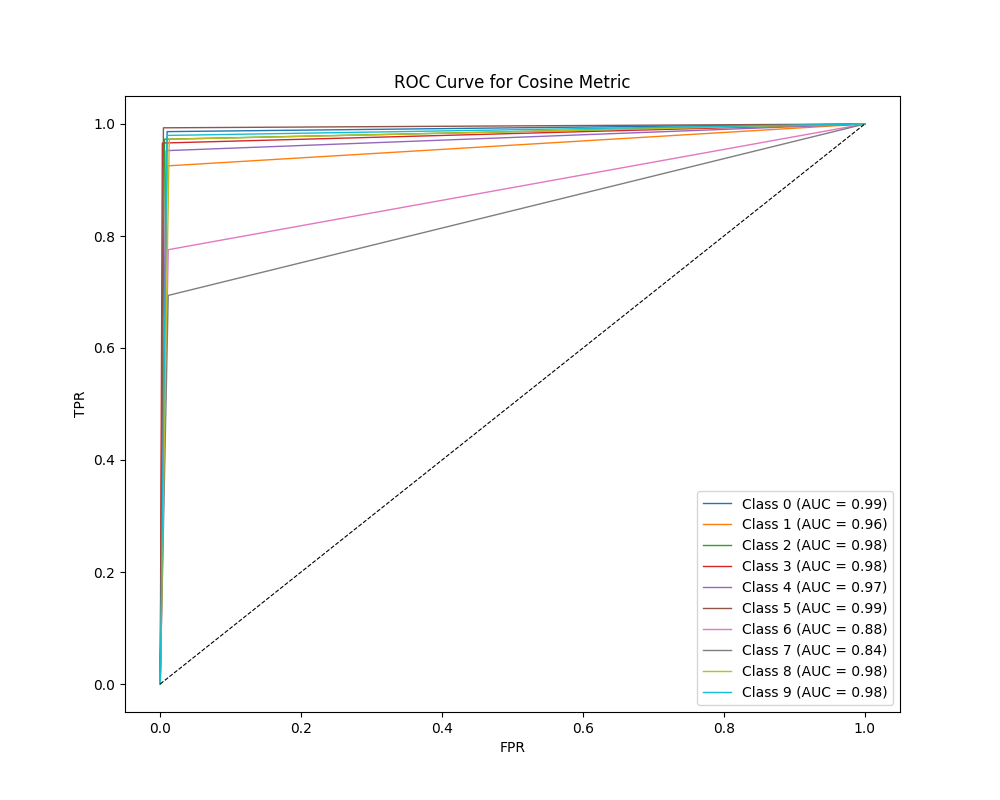 ROC Curve for Cosine Metric
1.0
0.8
0.6
0.4
0.2
0.0
TPR
0.0 0.2 0.4 0.6 0.8 1.0
FPR
Class 0 (AUC = 0.99)
Class 1 (AUC = 0.96)
Class 2 (AUC = 0.98)
Class 3 (AUC = 0.98)
Class 4 (AUC = 0.97)
Class 5 (AUC = 0.99)
Class 6 (AUC = 0.88)
Class 7 (AUC = 0.84)
Class 8 (AUC = 0.98)
Class 9 (AUC = 0.98)